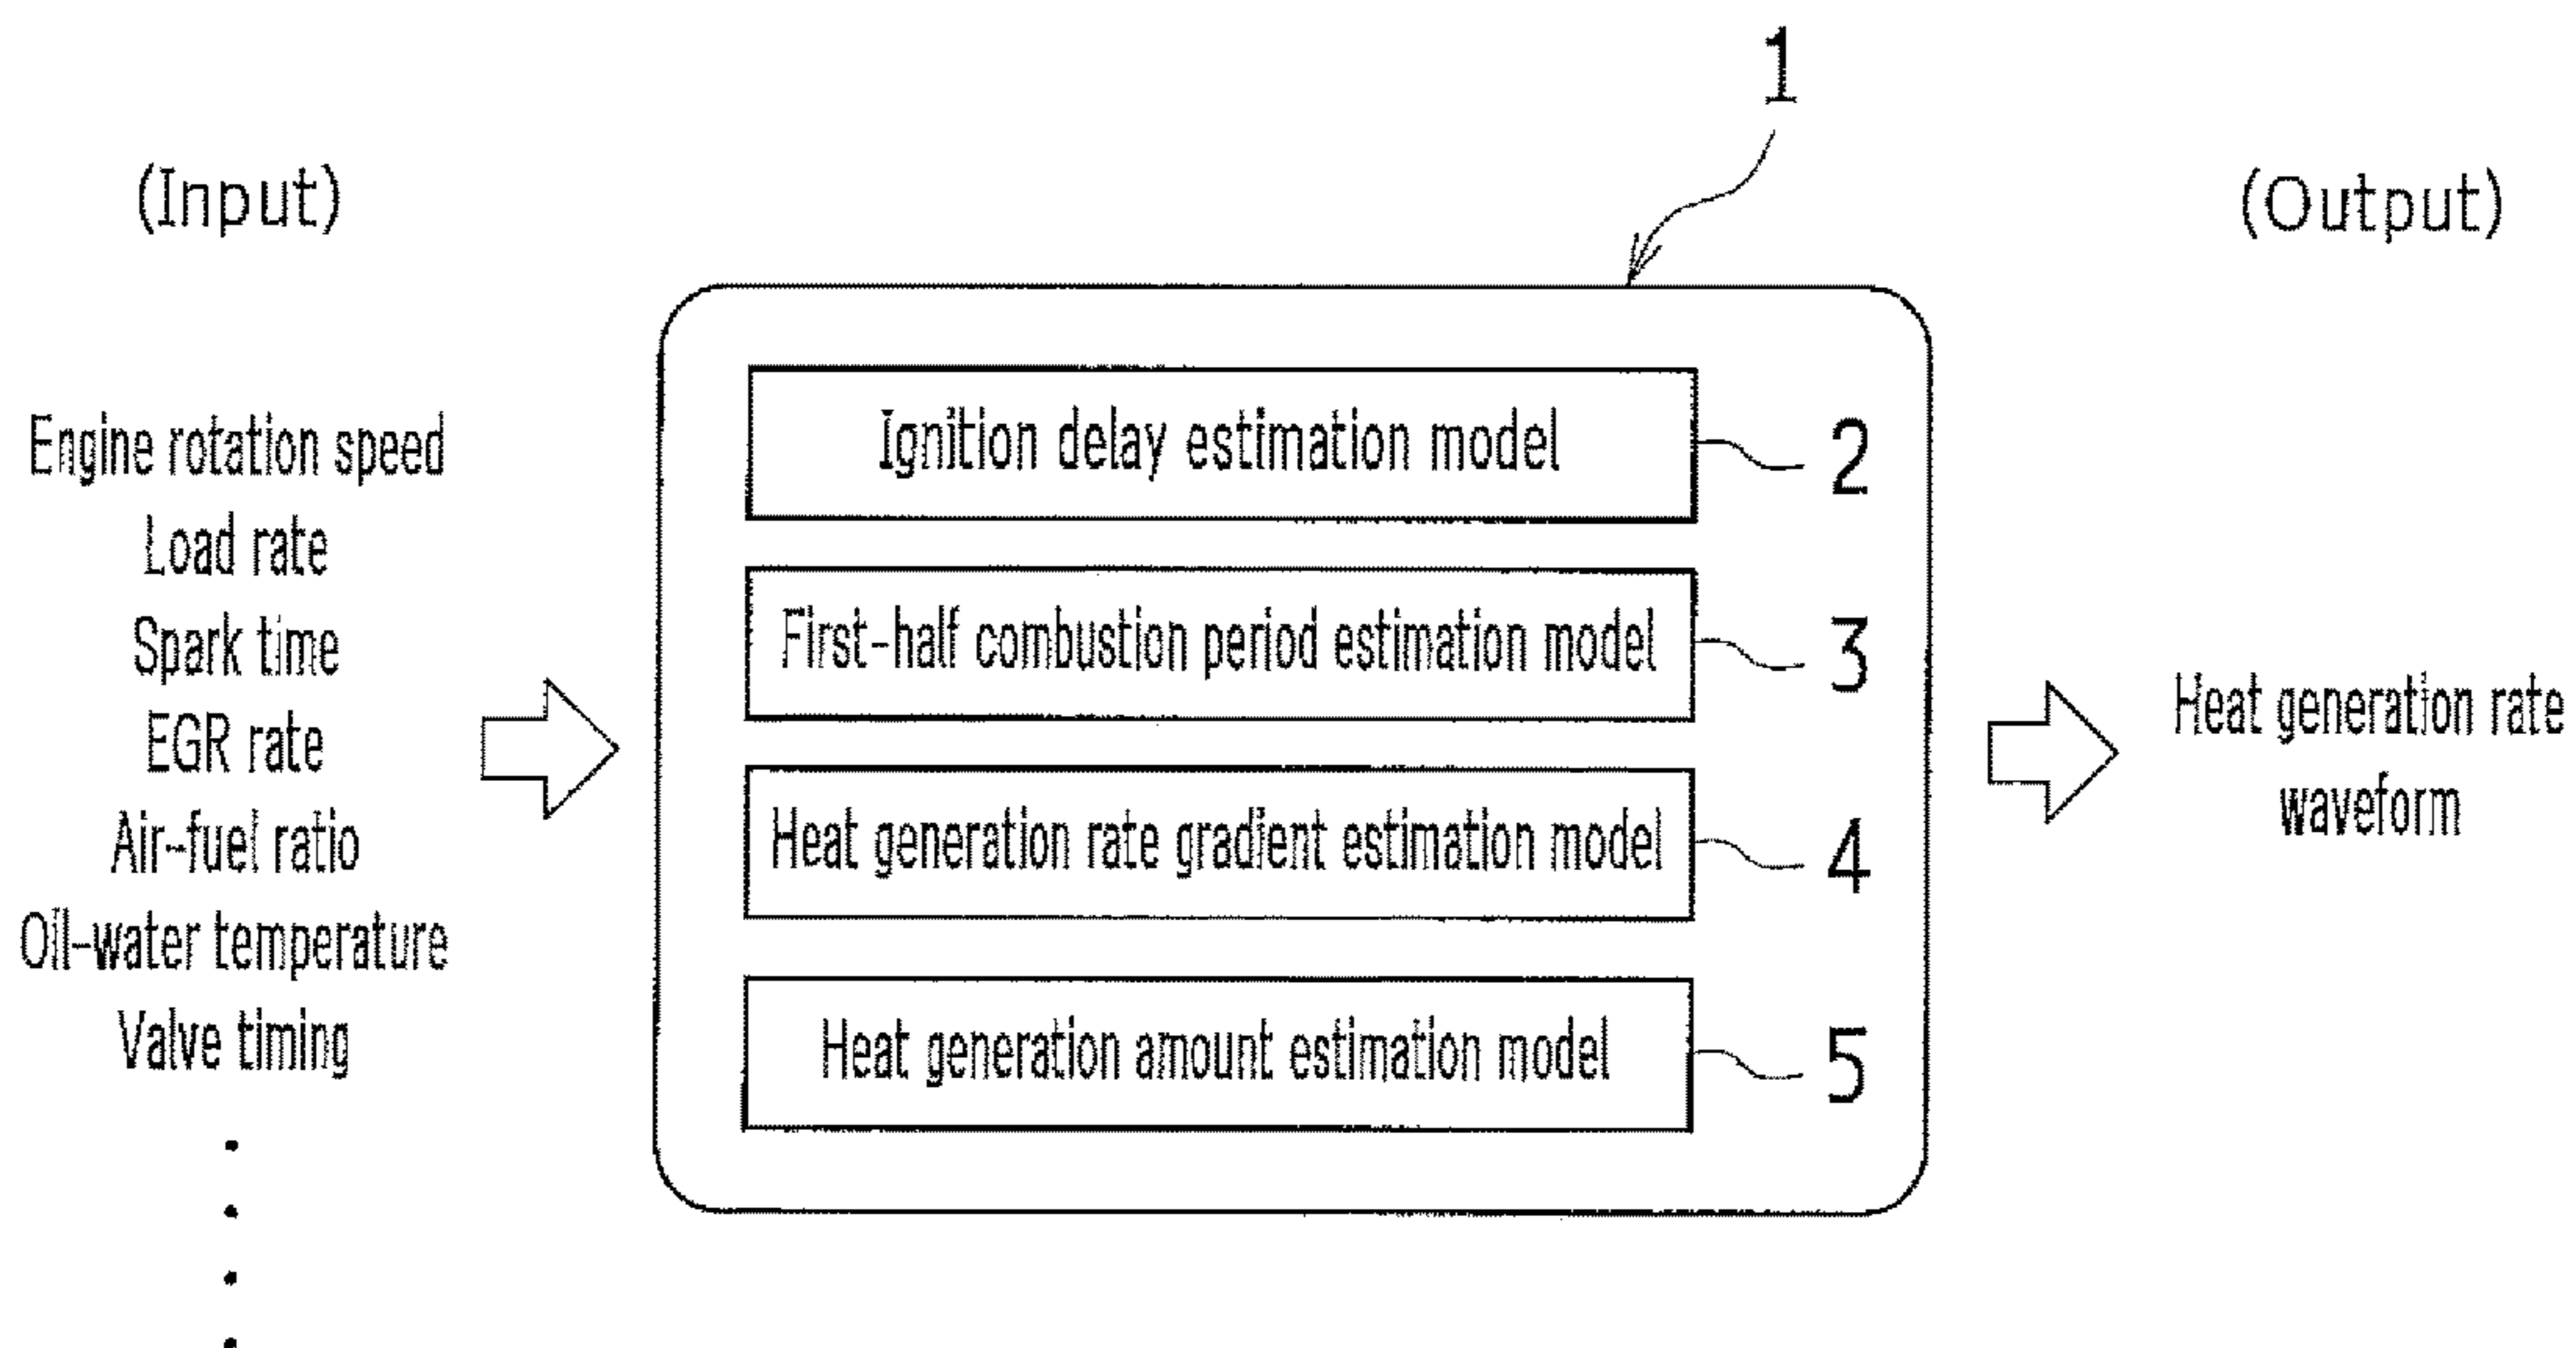 1
(Input)
(Output)
Engine rotation speed
Load rate
Spark time
EGR rate
Air-fuel ratio
Oil-water temperature
Valve timing
Ignition delay estimation model
2
First-half combustion period estimation model
3
Heat generation rate gradient estimation model
4
Heat generation amount estimation model
5
Heat generation rate
waveform